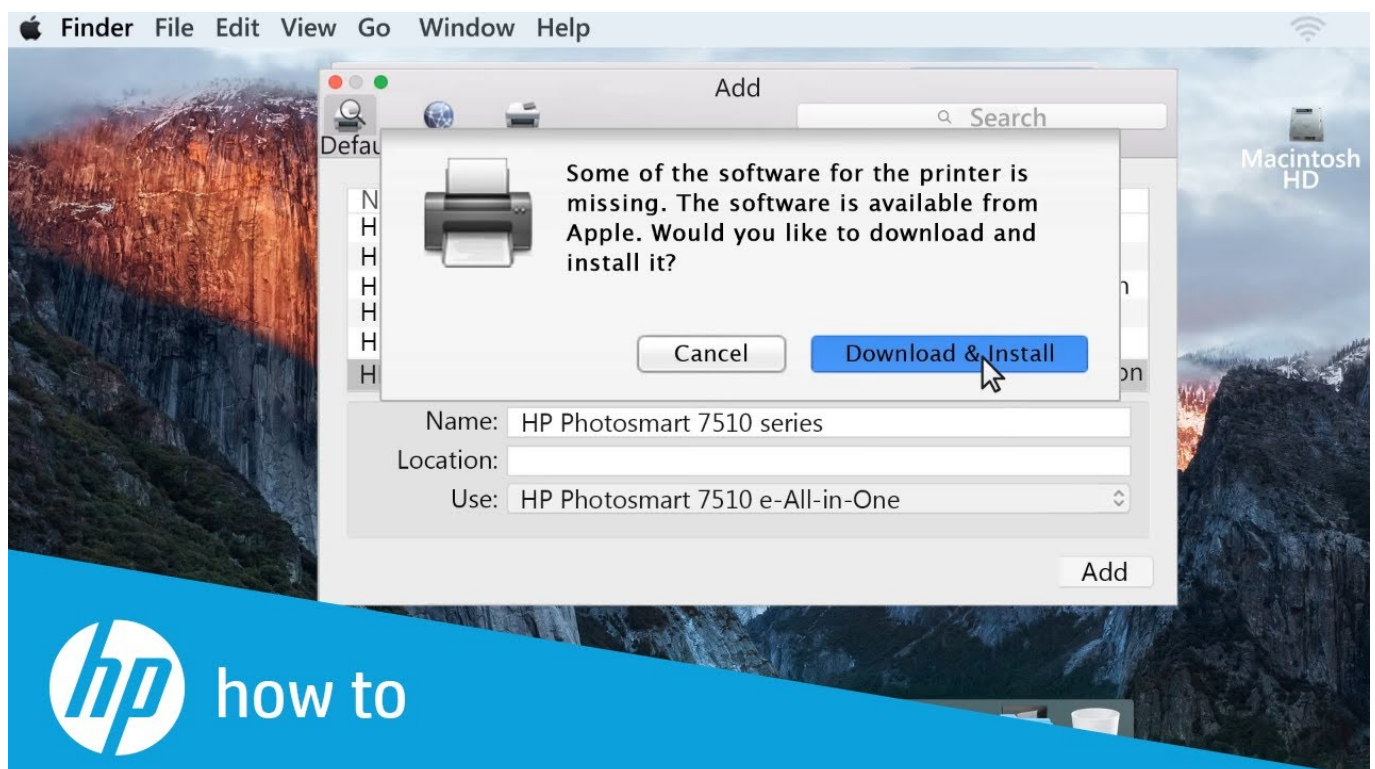 Finder File Edit View Go Window Help
Add
Search
Defau
Macintosh
HD
Some of the software for the printer is
missing. The software is available from
Apple. Would you like to download and
install it?
N
H
H
H n
H
H
H on
Cancel Download & Install
Name: HP Photosmart 7510 series
Location:
Use: HP Photosmart 7510 e-All-in-One
Add
hp how to